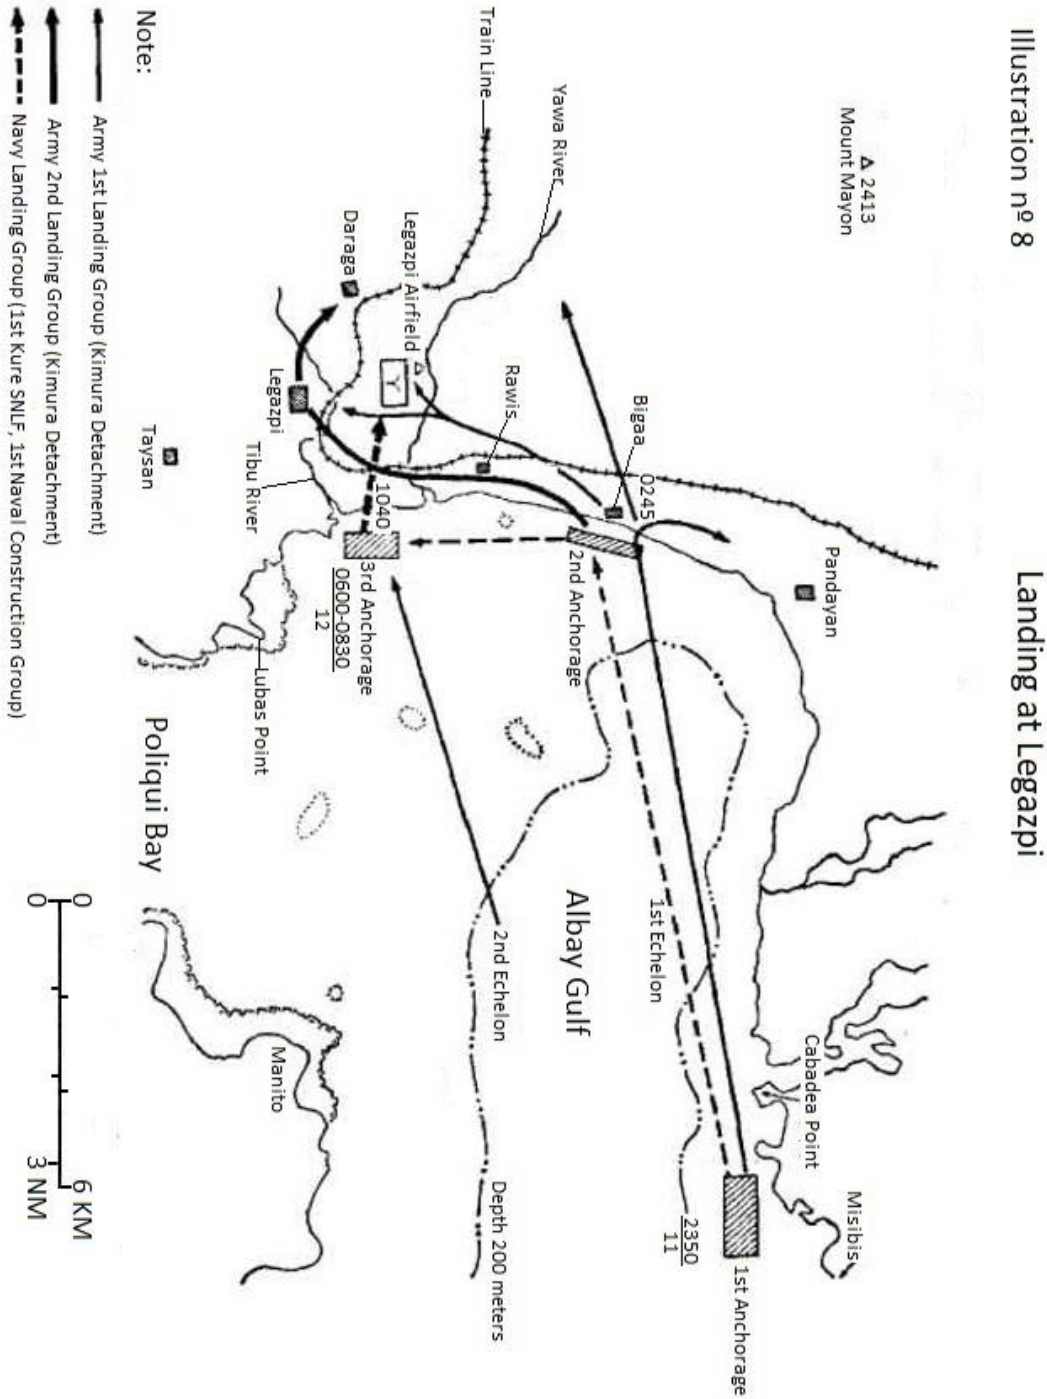 Illustration nº 8
Landing at Legazpi
2413
Mount Mayon
Misibis
Cabadea Point
1st Anchorage
2350
11
Pandayan
0245
Bigaa
1st Echelon
2nd Anchorage
Albay Gulf
Yawa River
Train Line
Rawis
2nd Echelon
Depth 200 meters
Legazpi Airfield
Daraga
1040
3rd Anchorage
0600-0830
12
Legazpi
Tibu River
Lubas Point
Manito
Taysan
Poliqui Bay
Note:
Army 1st Landing Group (Kimura Detachment)
Army 2nd Landing Group (Kimura Detachment)
Navy Landing Group (1st Kure SNLF, 1st Naval Construction Group)
0 6 KM
0 3 NM